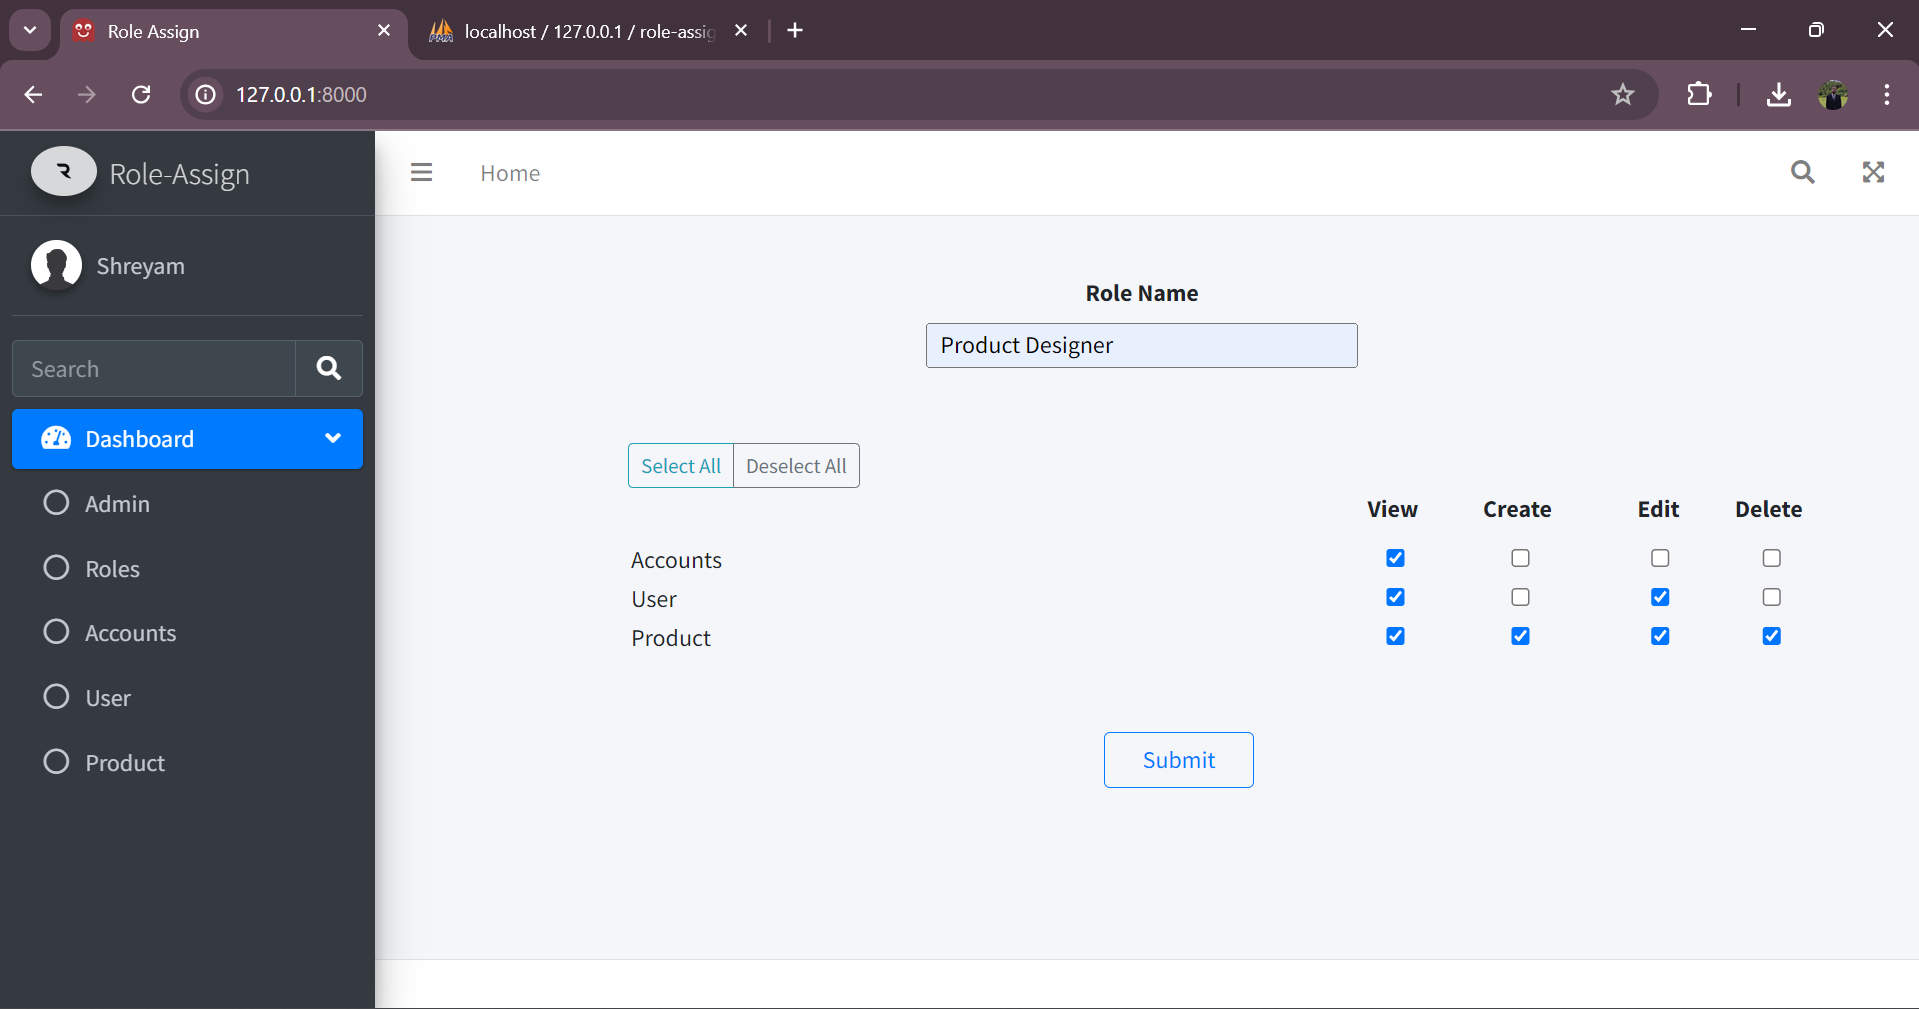 Role Assign
localhost / 127.0.0.1 / role-assig
127.0.0.1:8000
Role-Assign
Home
Shreyam
Search
Dashboard
Admin
Roles
Accounts
User
Product
Role Name
Product Designer
Select All Deselect All
View Create Edit Delete
Accounts
User
Product
Submit